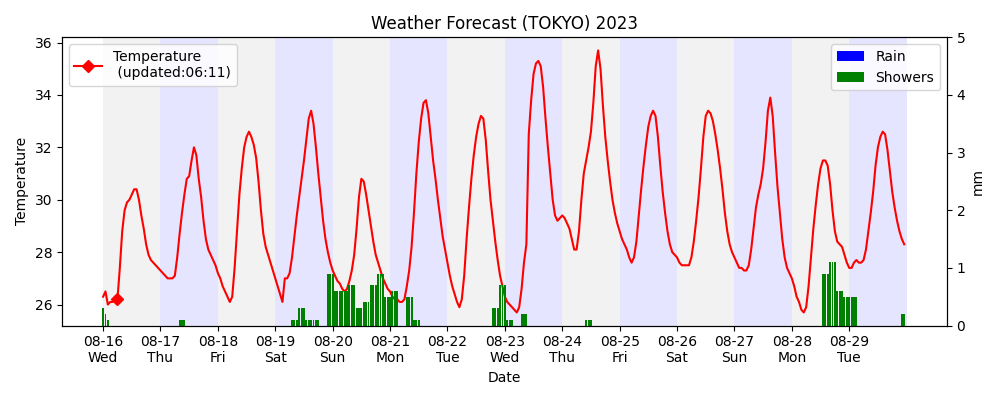 Weather Forecast (TOKYO) 2023
Temperature
(updated:06:11)
Rain
Showers
36
34
32
30
28
26
Temperature
5
4
3
2
1
0
mm
08-16 08-17 08-18 08-19 08-20 08-21 08-22 08-23 08-24 08-25 08-26 08-27 08-28 08-29
Wed Thu Fri Sat Sun Mon Tue Wed Thu Fri Sat Sun Mon Tue
Date